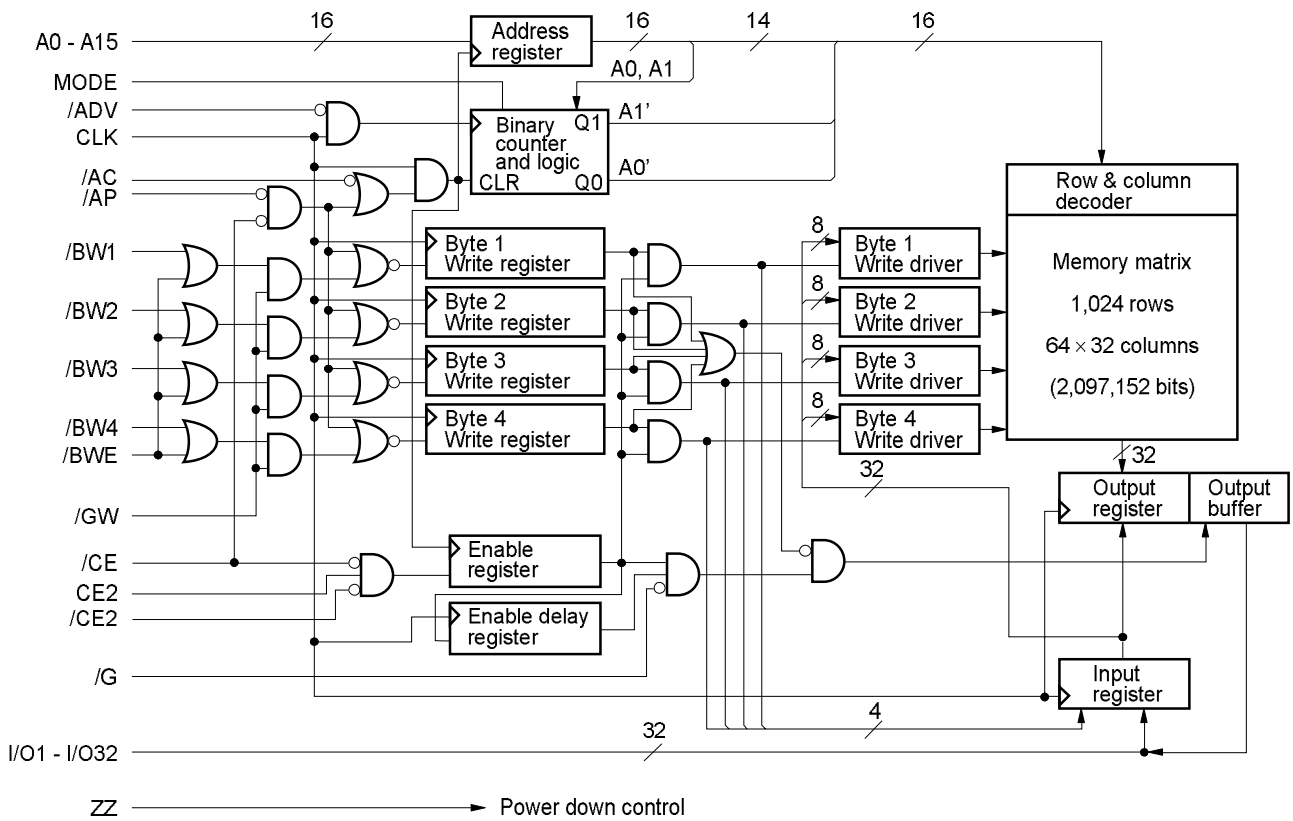 16
16
14
16
A0 - A15
Address
register
A0, A1
MODE
/ADV
CLK
Binary
counter
and logic
CLR
Q1
Q0
A1’
A0’
/AC
/AP
Row & column
decoder
Memory matrix
1,024 rows
64 × 32 columns
(2,097,152 bits)
/BW1
Byte 1
Write register
8
Byte 1
Write driver
/BW2
Byte 2
Write register
8
Byte 2
Write driver
/BW3
Byte 3
Write register
8
Byte 3
Write driver
/BW4
/BWE
Byte 4
Write register
8
Byte 4
Write driver
32
32
Output
register
Output
buffer
/GW
/CE
CE2
/CE2
Enable
register
Enable delay
register
/G
Input
register
4
I/O1 - I/O32
32
ZZ
Power down control